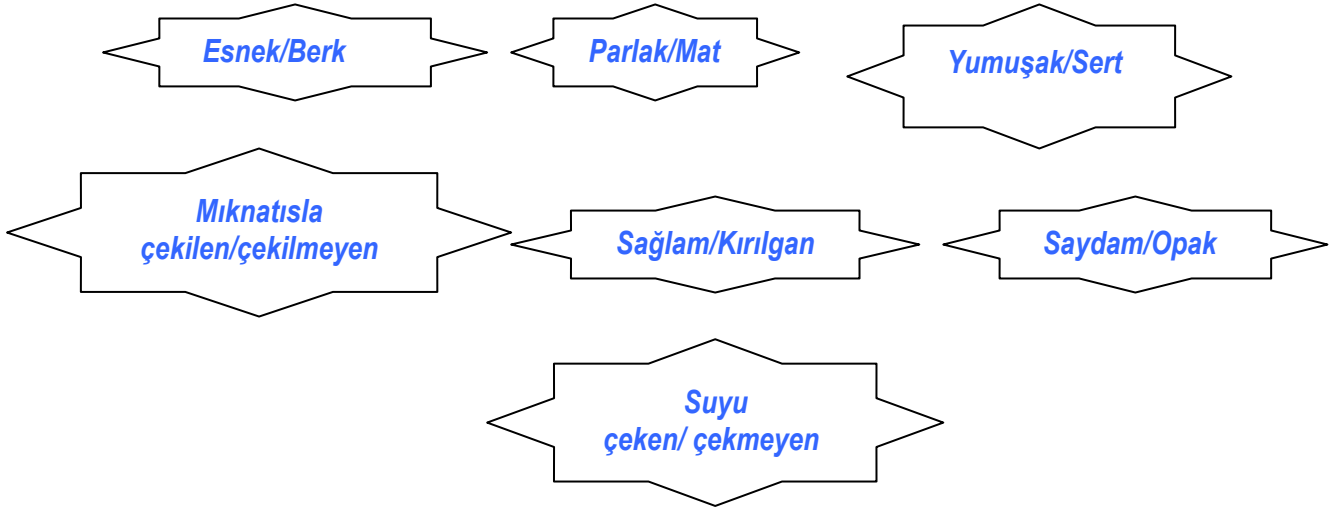 Esnek/Berk
Parlak/Mat
Yumuşak/Sert
Mıknatısla
çekilen/çekilmeyen
Sağlam/Kırılgan
Saydam/Opak
Suyu
çeken/ çekmeyen